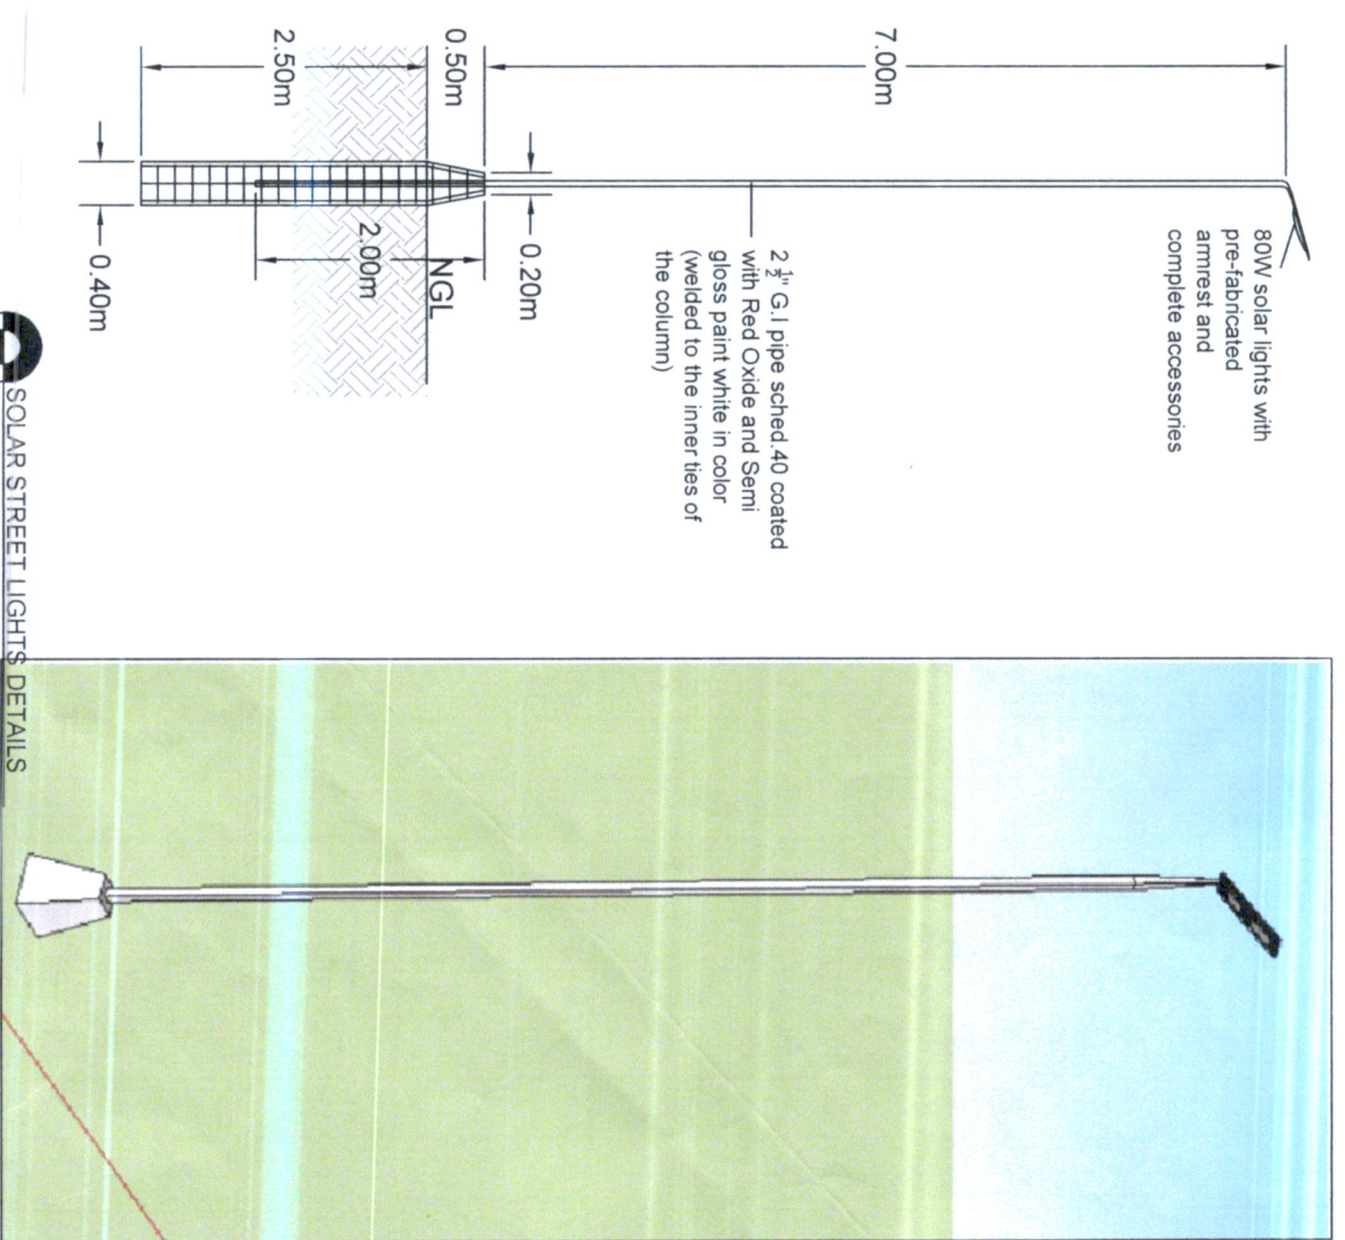 80W solar lights with
pre-fabricated
armrest and
complete accessories
7.00m
2 ½" G.I pipe sched.40 coated
with Red Oxide and Semi
gloss paint white in color
(welded to the inner ties of
the column)
0.20m
0.50m
NGL
2.00m
2.50m
0.40m
SOLAR STREET LIGHTS DETAILS